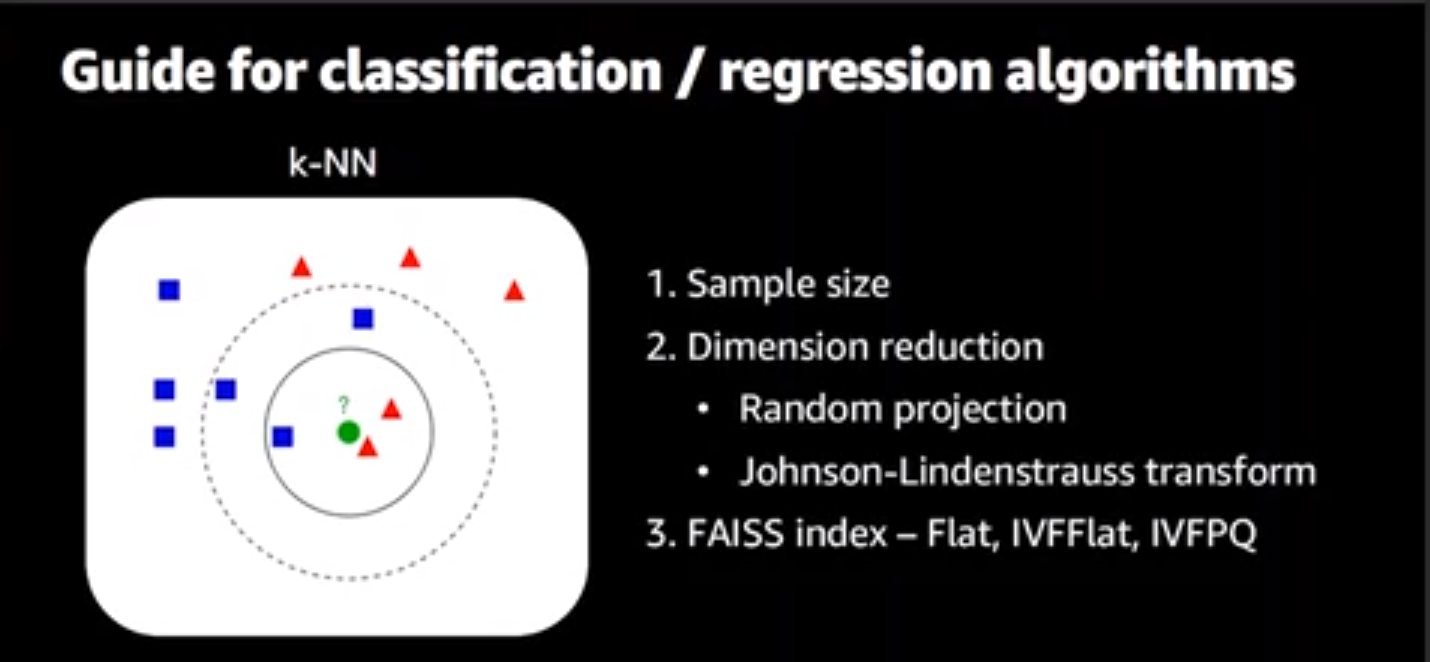 Guide for classification / regression algorithms
k-NN
?
1. Sample size
2. Dimension reduction
• Random projection
• Johnson-Lindenstrauss transform
3. FAISS index – Flat, IVFFlat, IVFPQ